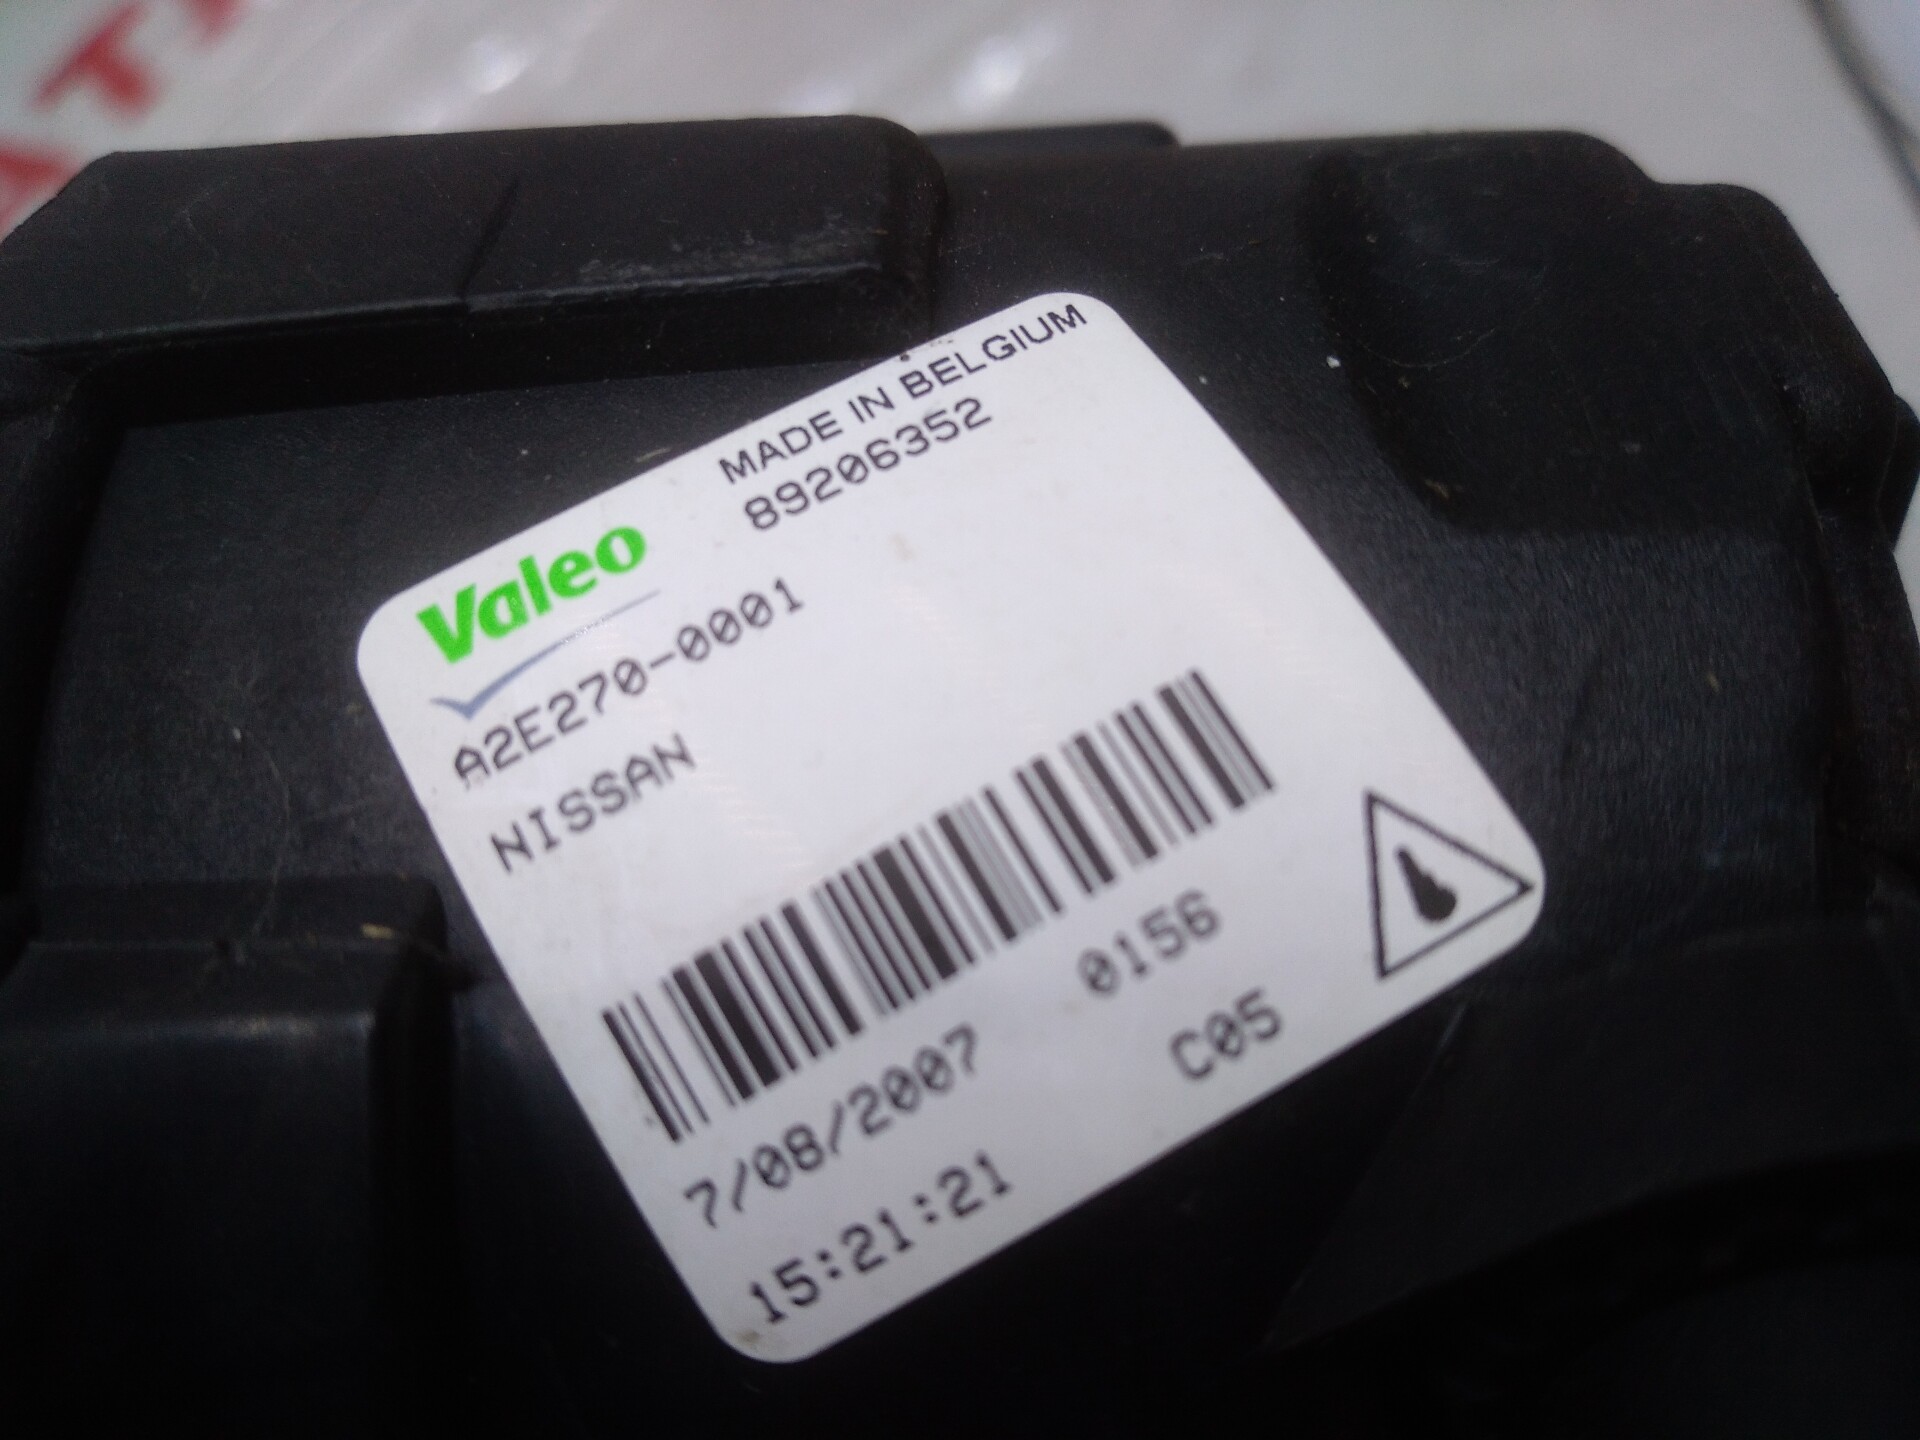 MADE IN BELGIUM
89206352
Valeo
A2E270-0001
NISSAN
0156
7/08/2007
C05
15:21:21